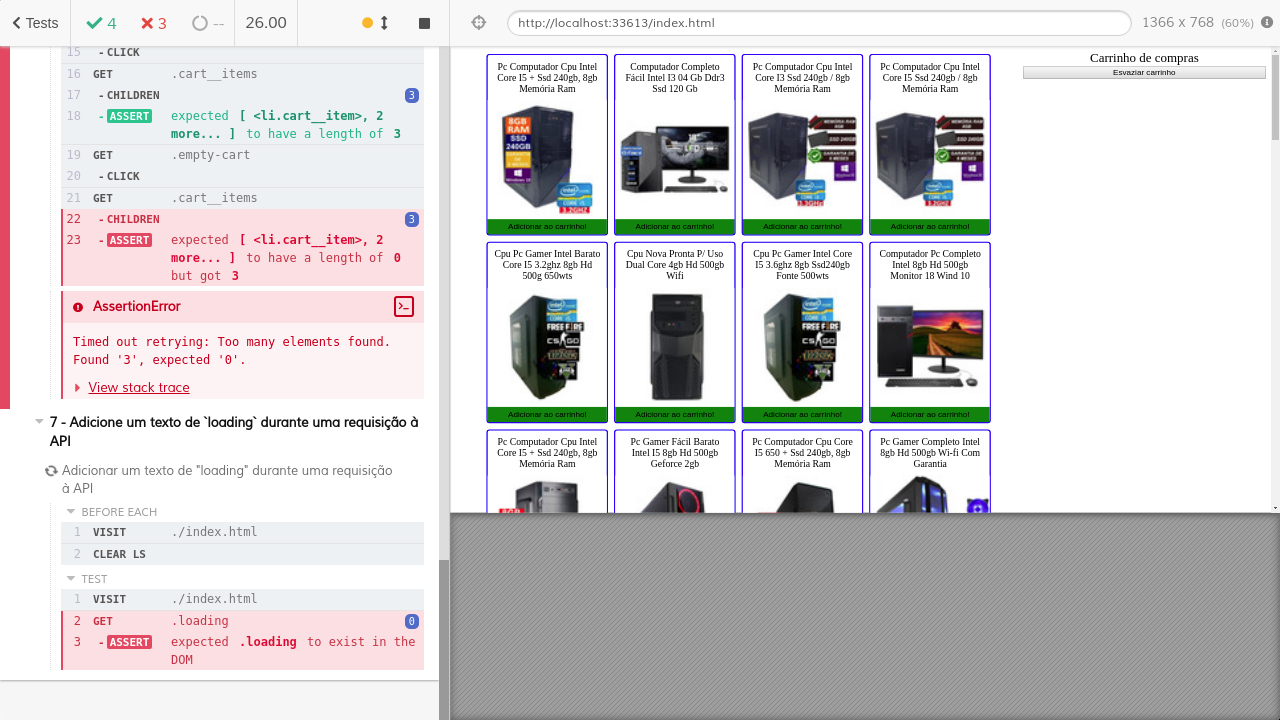 Tests
4
3
--
26.00
http://localhost:33613/index.html
1366 x 768 (60%)
15 - CLICK
16 GET .cart__items
17 - CHILDREN 3
18 - ASSERT expected [ <li.cart__item>, 2
more... ] to have a length of 3
19 GET .empty-cart
20 - CLICK
21 GET .cart__items
22 - CHILDREN 3
23 - ASSERT expected [ <li.cart__item>, 2
more... ] to have a length of 0
but got 3
AssertionError
Timed out retrying: Too many elements found.
Found '3', expected '0'.
View stack trace
7 - Adicione um texto de `loading` durante uma requisição à
API
Adicionar um texto de "loading" durante uma requisição
à API
BEFORE EACH
1 VISIT ./index.html
2 CLEAR LS
TEST
1 VISIT ./index.html
2 GET .loading 0
3 - ASSERT expected .loading to exist in the
DOM
Pc Computador Cpu Intel
Core I5 + Ssd 240gb, 8gb
Memória Ram
8GB
RAM
SSD
240GB
Adicionar ao carrinho!
Computador Completo
Fácil Intel I3 04 Gb Ddr3
Ssd 120 Gb
Adicionar ao carrinho!
Pc Computador Cpu Intel
Core I3 Ssd 240gb / 8gb
Memória Ram
Adicionar ao carrinho!
Pc Computador Cpu Intel
Core I5 Ssd 240gb / 8gb
Memória Ram
Adicionar ao carrinho!
Cpu Pc Gamer Intel Barato
Core I5 3.2ghz 8gb Hd
500g 650wts
FREE FIRE
CS:GO
Adicionar ao carrinho!
Cpu Nova Pronta P/ Uso
Dual Core 4gb Hd 500gb
Wifi
Adicionar ao carrinho!
Cpu Pc Gamer Intel Core
I5 3.6ghz 8gb Ssd240gb
Fonte 500wts
FREE FIRE
CS:GO
Adicionar ao carrinho!
Computador Pc Completo
Intel 8gb Hd 500gb
Monitor 18 Wind 10
Adicionar ao carrinho!
Pc Computador Cpu Intel
Core I5 + Ssd 240gb, 8gb
Memória Ram
Pc Gamer Fácil Barato
Intel I5 8gb Hd 500gb
Geforce 2gb
Pc Computador Cpu Core
I5 650 + Ssd 240gb, 8gb
Memória Ram
Pc Gamer Completo Intel
8gb Hd 500gb Wi-fi Com
Garantia
Carrinho de compras
Esvaziar carrinho